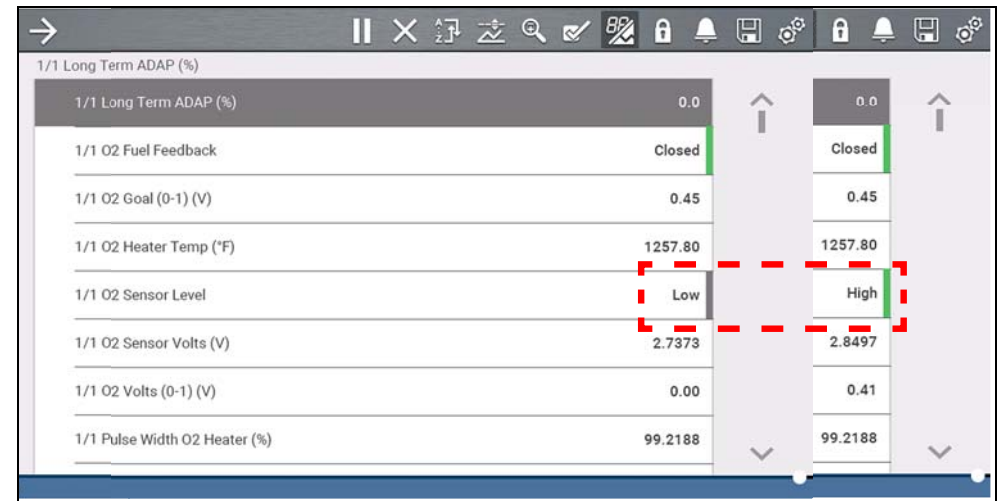 1/1 Long Term ADAP (%)
1/1 Long Term ADAP (%) 0.0 0.0
1/1 O2 Fuel Feedback Closed Closed
1/1 O2 Goal (0-1) (V) 0.45 0.45
1/1 O2 Heater Temp (°F) 1257.80 1257.80
1/1 O2 Sensor Level Low High
1/1 O2 Sensor Volts (V) 2.7373 2.8497
1/1 O2 Volts (0-1) (V) 0.00 0.41
1/1 Pulse Width O2 Heater (%) 99.2188 99.2188